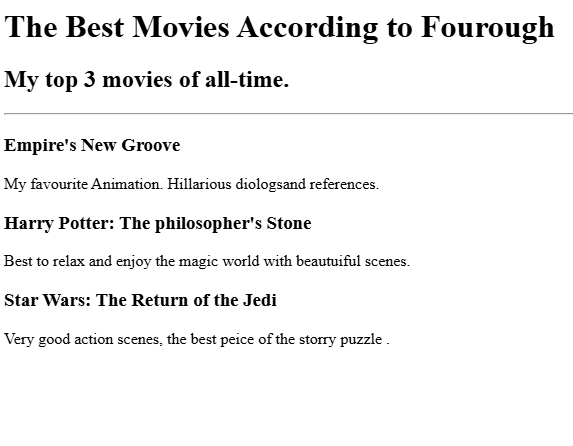 The Best Movies According to Fourough
My top 3 movies of all-time.
Empire's New Groove
My favourite Animation. Hillarious diologsand references.
Harry Potter: The philosopher's Stone
Best to relax and enjoy the magic world with beautuiful scenes.
Star Wars: The Return of the Jedi
Very good action scenes, the best peice of the storry puzzle .